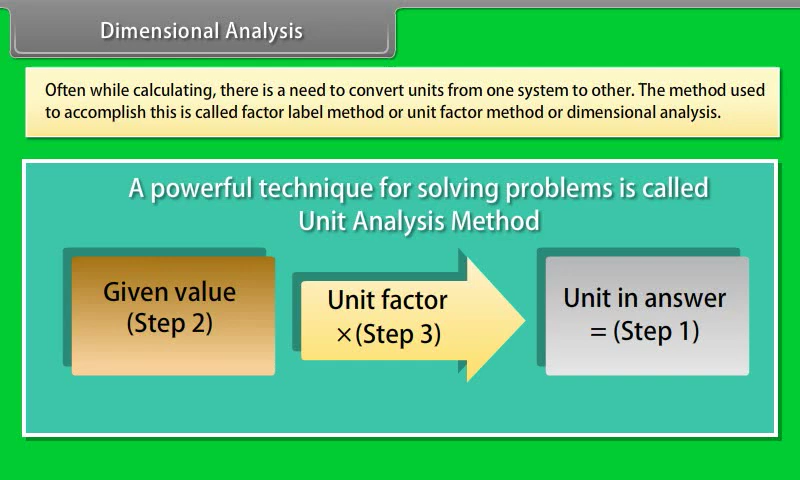 Dimensional Analysis
Often while calculating, there is a need to convert units from one system to other. The method used
to accomplish this is called factor label method or unit factor method or dimensional analysis.
A powerful technique for solving problems is called
Unit Analysis Method
Given value
(Step 2)
Unit factor
×(Step 3)
Unit in answer
= (Step 1)